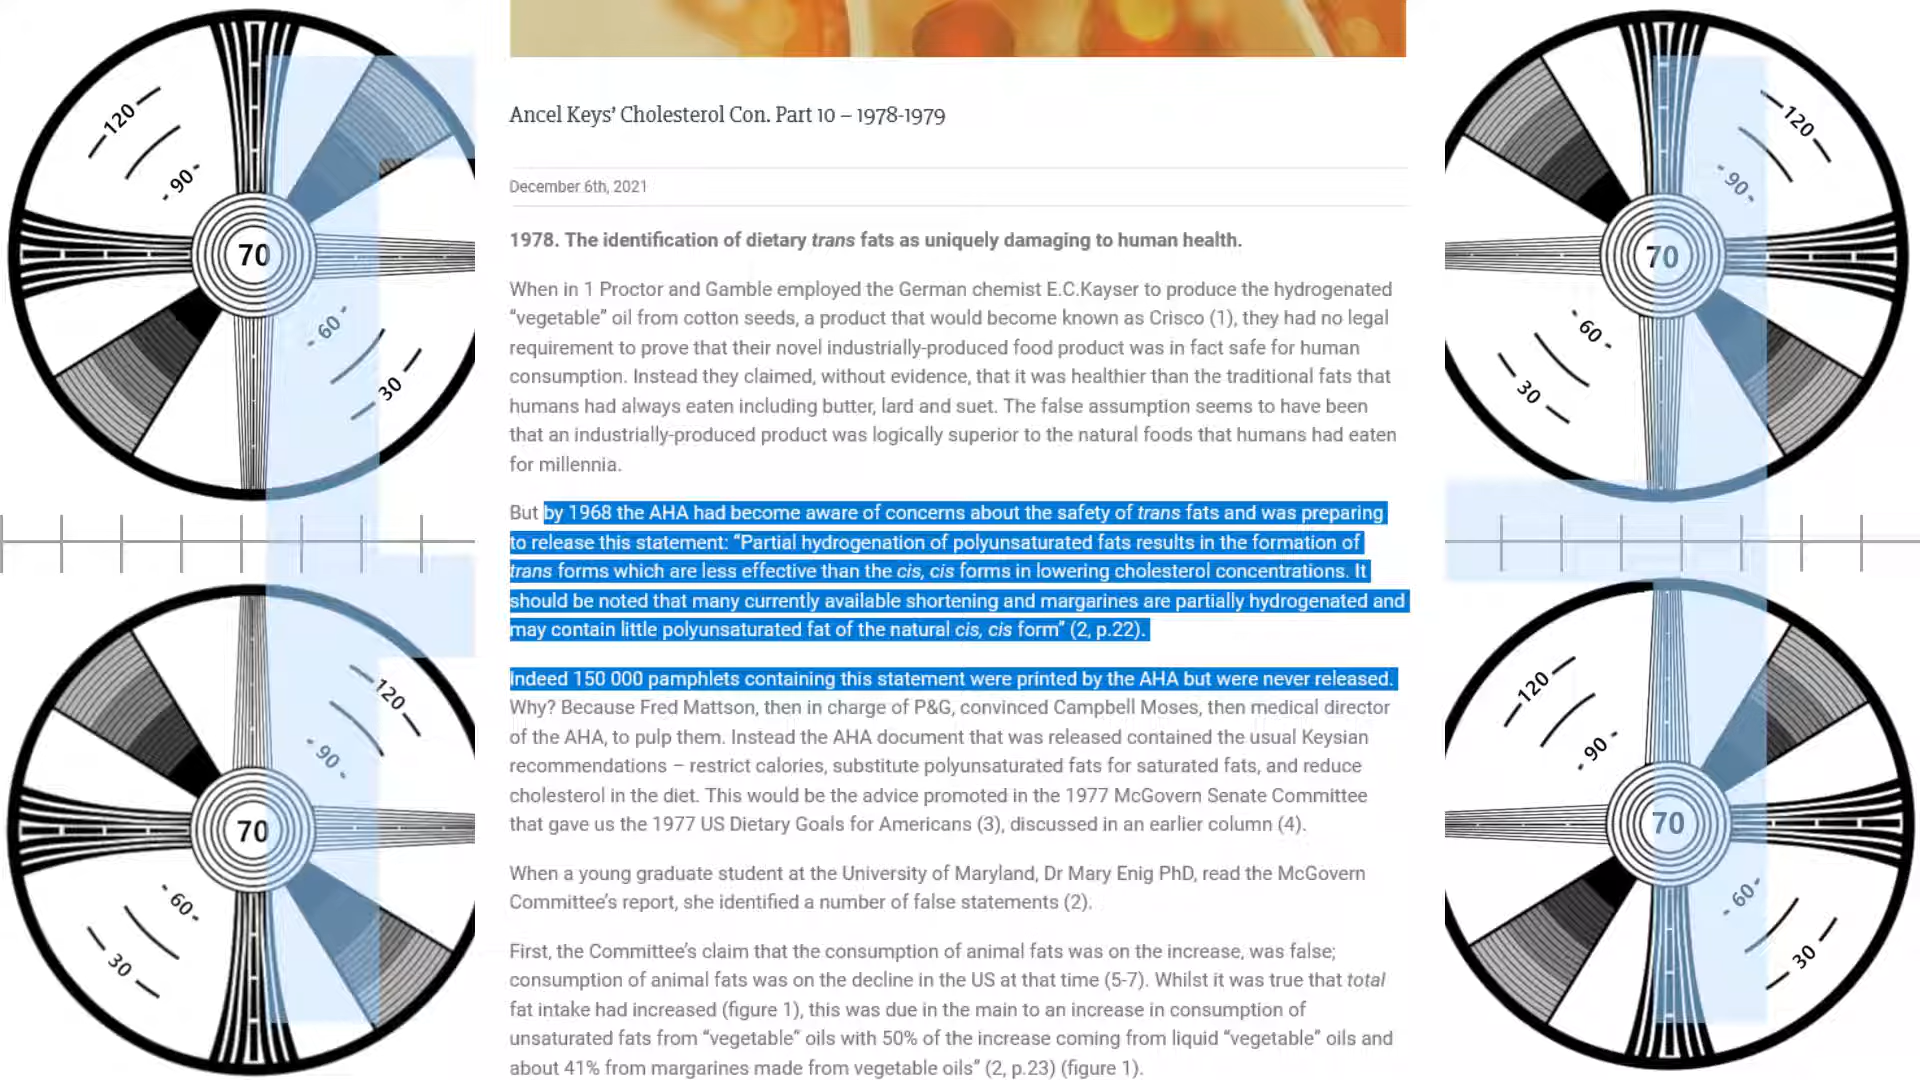 120
90
70
60
30
120
90
70
60
30
Ancel Keys’ Cholesterol Con. Part 10 – 1978-1979
December 6th, 2021
1978. The identification of dietary trans fats as uniquely damaging to human health.
When in 1 Proctor and Gamble employed the German chemist E.C.Kayser to produce the hydrogenated
“vegetable” oil from cotton seeds, a product that would become known as Crisco (1), they had no legal
requirement to prove that their novel industrially-produced food product was in fact safe for human
consumption. Instead they claimed, without evidence, that it was healthier than the traditional fats that
humans had always eaten including butter, lard and suet. The false assumption seems to have been
that an industrially-produced product was logically superior to the natural foods that humans had eaten
for millennia.
But by 1968 the AHA had become aware of concerns about the safety of trans fats and was preparing
to release this statement: “Partial hydrogenation of polyunsaturated fats results in the formation of
trans forms which are less effective than the cis, cis forms in lowering cholesterol concentrations. It
should be noted that many currently available shortening and margarines are partially hydrogenated and
may contain little polyunsaturated fat of the natural cis, cis form” (2, p.22).
Indeed 150 000 pamphlets containing this statement were printed by the AHA but were never released.
Why? Because Fred Mattson, then in charge of P&G, convinced Campbell Moses, then medical director
of the AHA, to pulp them. Instead the AHA document that was released contained the usual Keysian
recommendations – restrict calories, substitute polyunsaturated fats for saturated fats, and reduce
cholesterol in the diet. This would be the advice promoted in the 1977 McGovern Senate Committee
that gave us the 1977 US Dietary Goals for Americans (3), discussed in an earlier column (4).
When a young graduate student at the University of Maryland, Dr Mary Enig PhD, read the McGovern
Committee’s report, she identified a number of false statements (2).
First, the Committee’s claim that the consumption of animal fats was on the increase, was false;
consumption of animal fats was on the decline in the US at that time (5-7). Whilst it was true that total
fat intake had increased (figure 1), this was due in the main to an increase in consumption of
unsaturated fats from “vegetable” oils with 50% of the increase coming from liquid “vegetable” oils and
about 41% from margarines made from vegetable oils” (2, p.23) (figure 1).
120
90
70
60
30
120
90
70
60
30